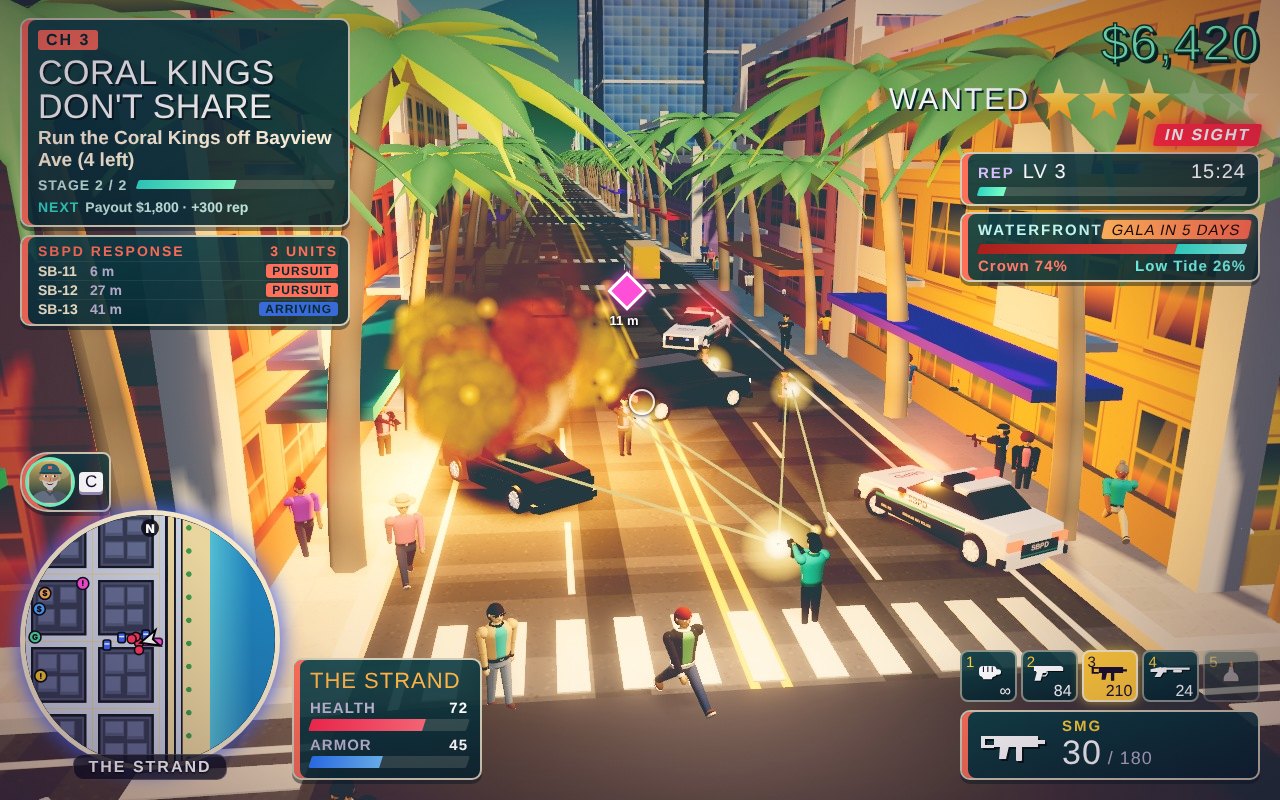 CH 3
CORAL KINGS
DON'T SHARE
Run the Coral Kings off Bayview
Ave (4 left)
STAGE 2 / 2
NEXT Payout $1,800 · +300 rep
SBPD RESPONSE 3 UNITS
SB-11 6 m PURSUIT
SB-12 27 m PURSUIT
SB-13 41 m ARRIVING
$6,420
WANTED
IN SIGHT
REP LV 3 15:24
WATERFRONT GALA IN 5 DAYS
Crown 74% Low Tide 26%
11 m
SBPD
C
N
THE STRAND
THE STRAND
HEALTH 72
ARMOR 45
1 ∞
2 84
3 210
4 24
5
SMG
30 / 180